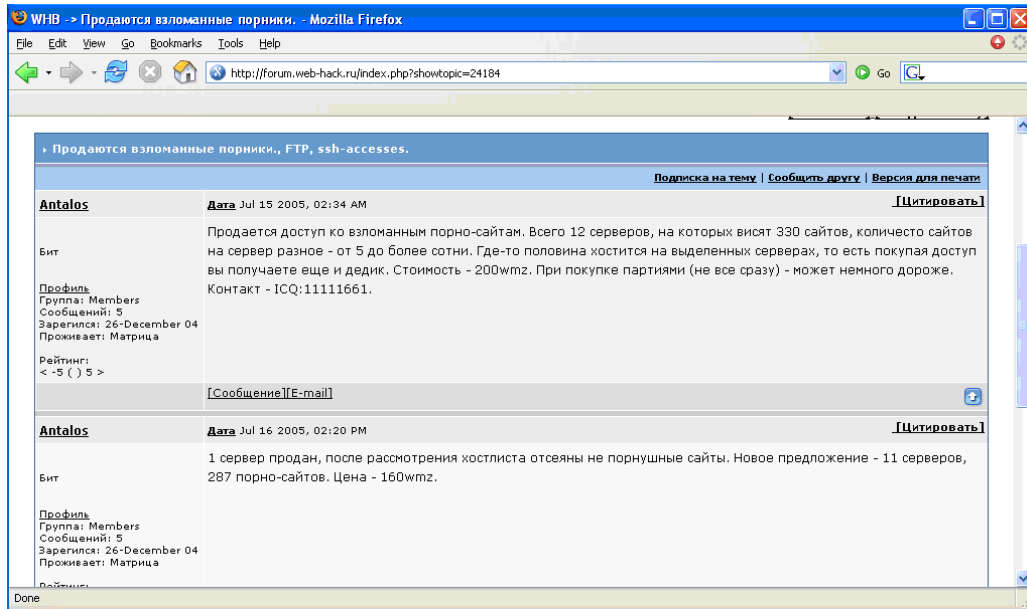 WHB -> Продаются взломанные порники. - Mozilla Firefox
File Edit View Go Bookmarks Tools Help
http://forum.web-hack.ru/index.php?showtopic=24184 Go
› Продаются взломанные порники., FTP, ssh-accesses.
Подписка на тему | Сообщить другу | Версия для печати
Antalos Дата Jul 15 2005, 02:34 AM [Цитировать]
Бит
Профиль
Группа: Members
Сообщений: 5
Зарегился: 26-December 04
Проживает: Матрица
Рейтинг:
< -5 ( ) 5 >
Продается доступ ко взломанным порно-сайтам. Всего 12 серверов, на которых висят 330 сайтов, количесто сайтов
на сервер разное - от 5 до более сотни. Где-то половина хостится на выделенных серверах, то есть покупая доступ
вы получаете еще и дедик. Стоимость - 200wmz. При покупке партиями (не все сразу) - может немного дороже.
Контакт - ICQ:11111661.
[Сообщение][E-mail]
Antalos Дата Jul 16 2005, 02:20 PM [Цитировать]
Бит
Профиль
Группа: Members
Сообщений: 5
Зарегился: 26-December 04
Проживает: Матрица
1 сервер продан, после рассмотрения хостлиста отсеяны не порнушные сайты. Новое предложение - 11 серверов,
287 порно-сайтов. Цена - 160wmz.
Done